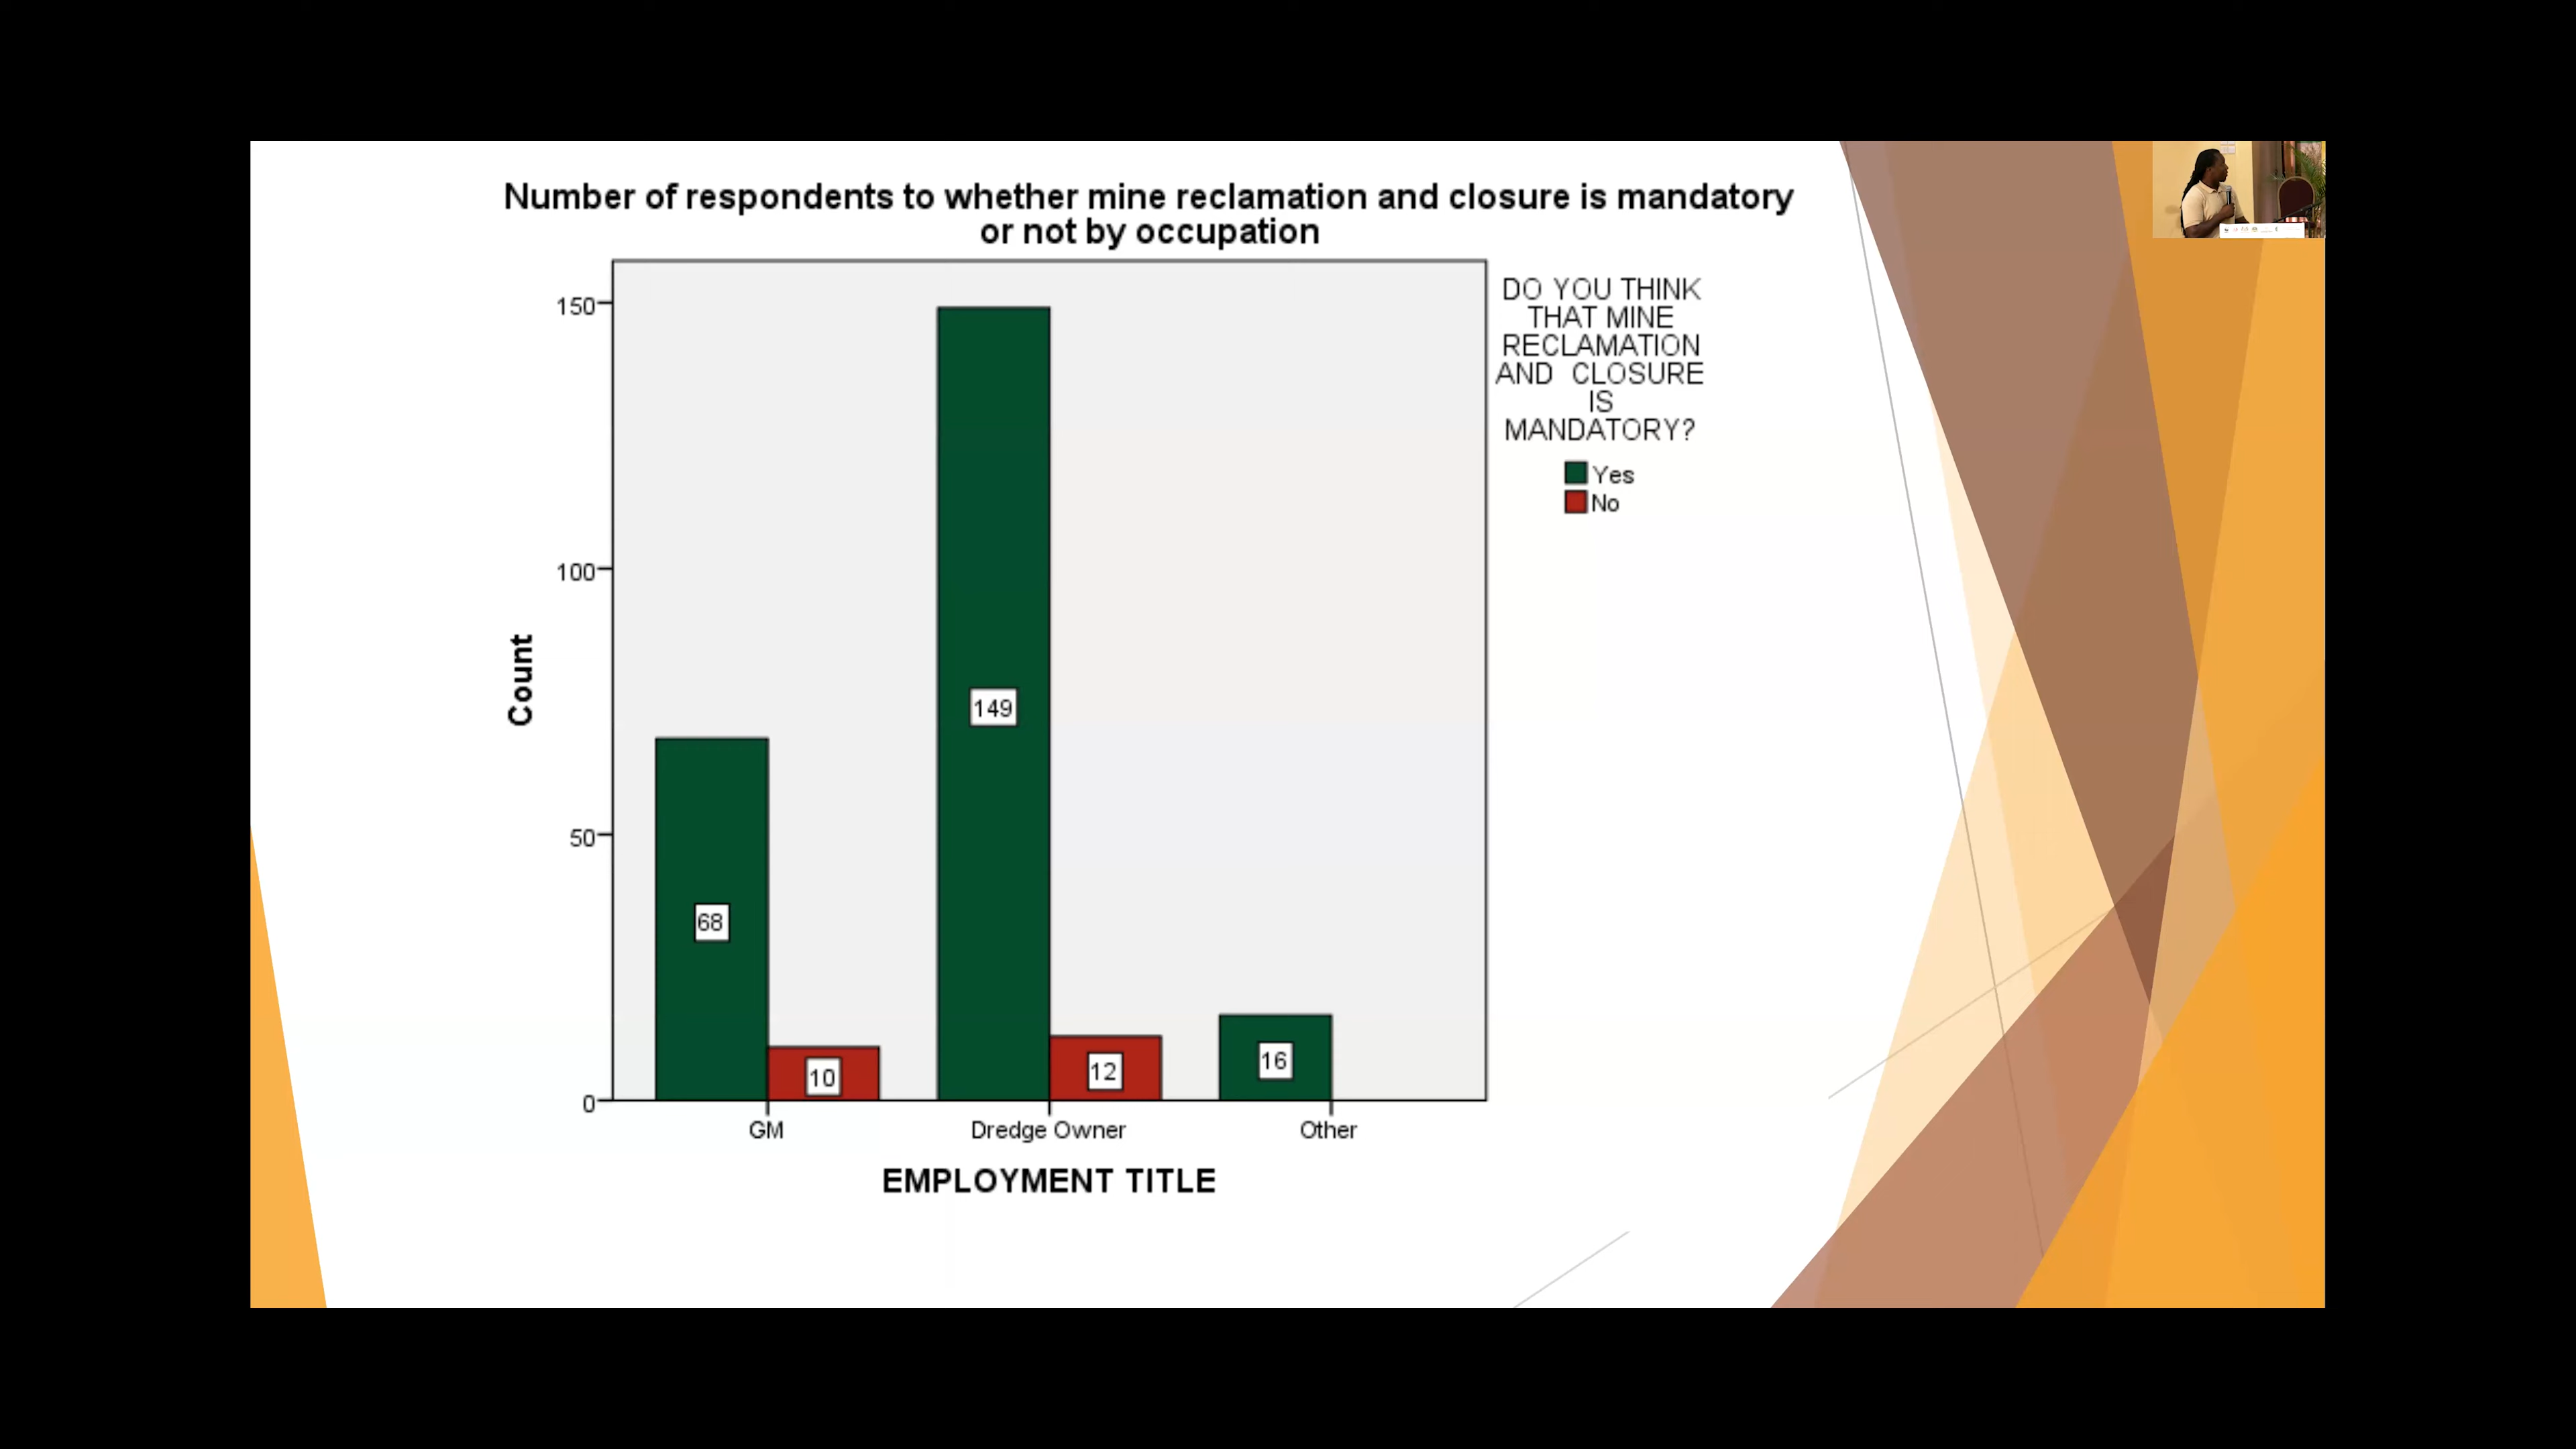 Number of respondents to whether mine reclamation and closure is mandatory
or not by occupation
DO YOU THINK
THAT MINE
RECLAMATION
AND CLOSURE
IS
MANDATORY?
Yes
No
150
100
50
0
Count
68
10
149
12
16
GM
Dredge Owner
Other
EMPLOYMENT TITLE